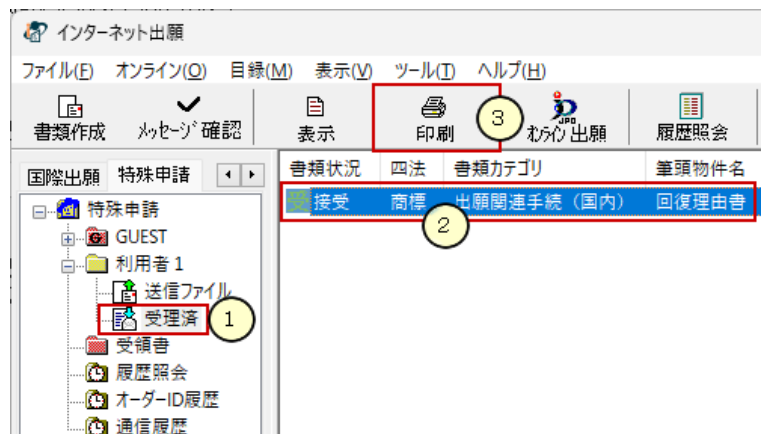 インターネット出願
ファイル(F) オンライン(O) 目録(M) 表示(V) ツール(T) ヘルプ(H)
書類作成 メッセージ確認 表示 印刷 3 オンライン出願 履歴照会
国際出願 特殊申請
書類状況 四法 書類カテゴリ 筆頭物件名
受 接受 商標 出願関連手続(国内) 回復理由書
2
特殊申請
GUEST
利用者1
送信ファイル
受理済 1
受領書
履歴照会
オーダーID履歴
通信履歴